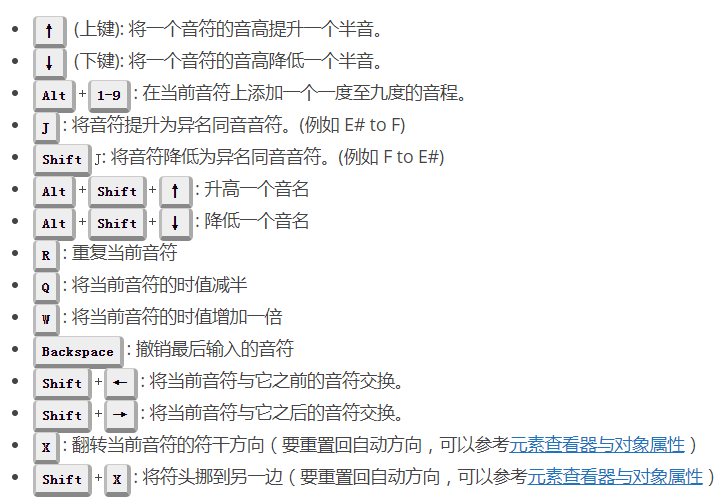 ↑ (上键): 将一个音符的音高提升一个半音。
↓ (下键): 将一个音符的音高降低一个半音。
Alt + 1-9 : 在当前音符上添加一个一度至九度的音程。
J : 将音符提升为异名同音音符。(例如 E# to F)
Shift J: 将音符降低为异名同音音符。(例如 F to E#)
Alt + Shift + ↑ : 升高一个音名
Alt + Shift + ↓ : 降低一个音名
R : 重复当前音符
Q : 将当前音符的时值减半
W : 将当前音符的时值增加一倍
Backspace : 撤销最后输入的音符
Shift + ← : 将当前音符与它之前的音符交换。
Shift + → : 将当前音符与它之后的音符交换。
X : 翻转当前音符的符干方向（要重置回自动方向，可以参考元素查看器与对象属性）
Shift + X : 将符头挪到另一边（要重置回自动方向，可以参考元素查看器与对象属性）